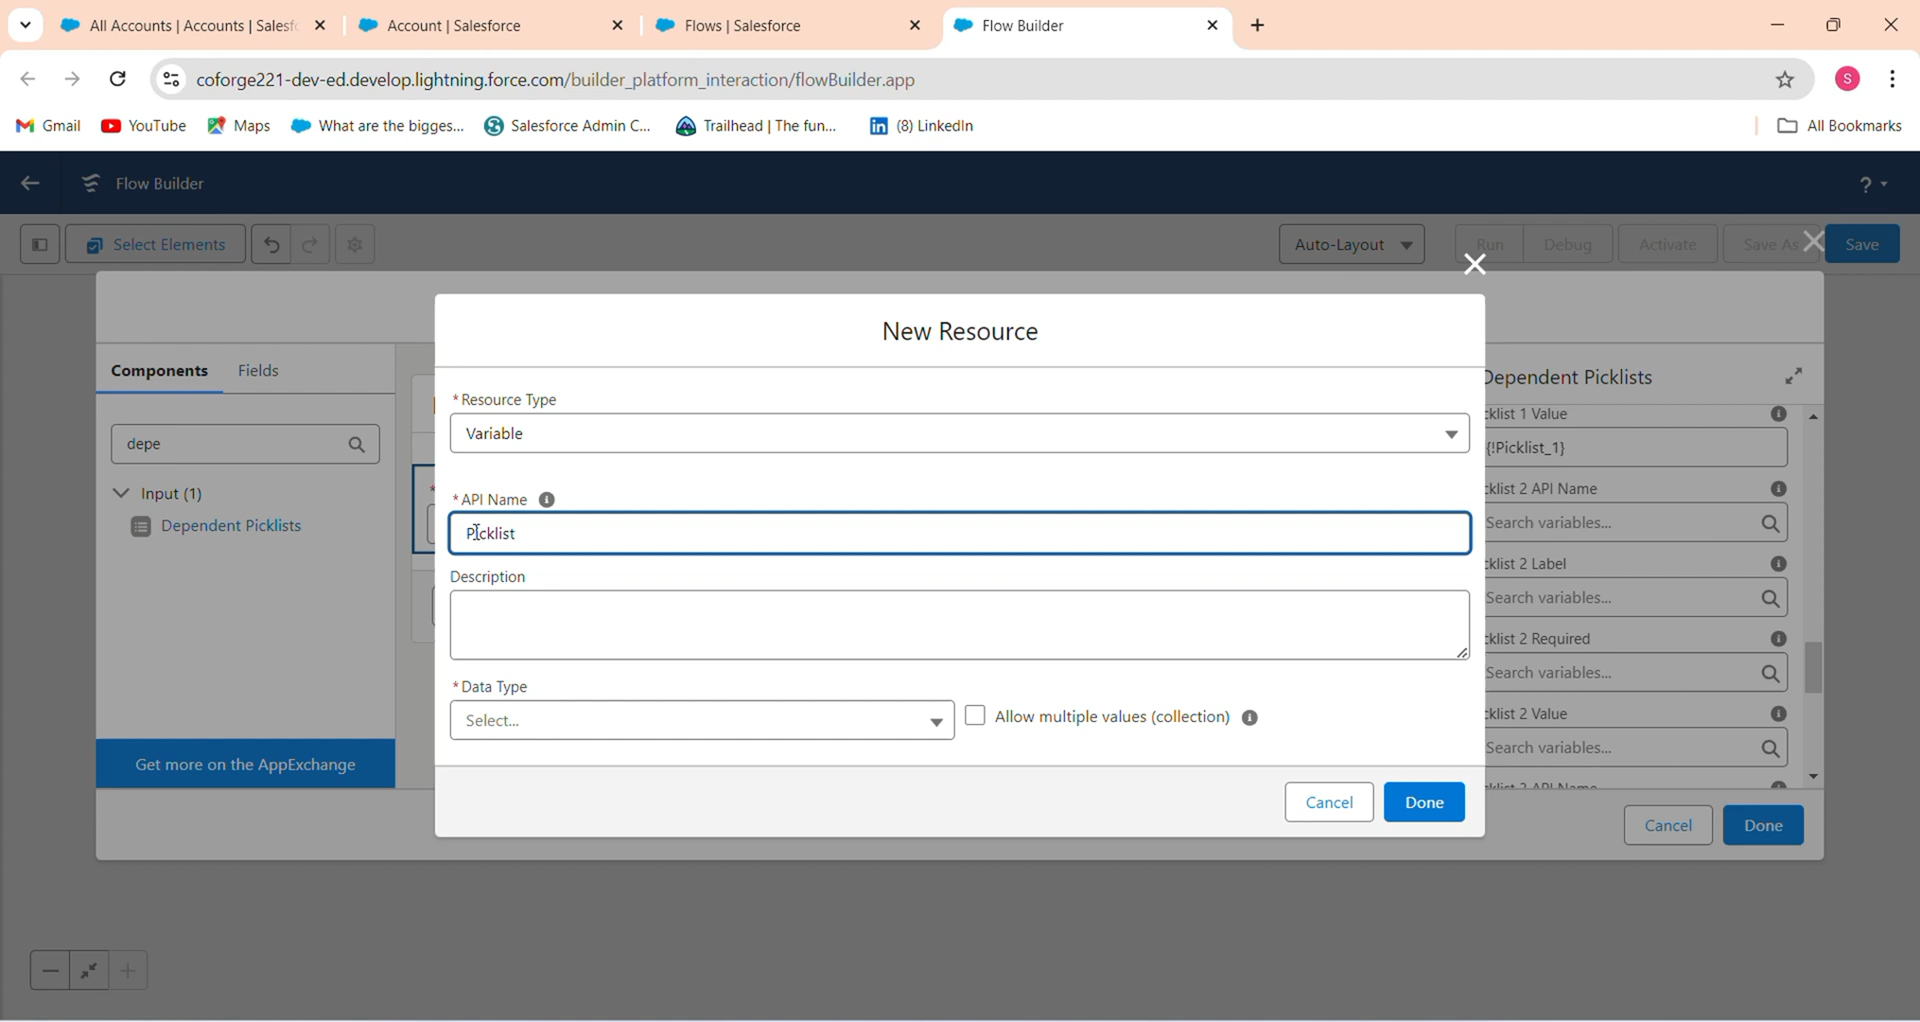 All Accounts | Accounts | Salesf
Account | Salesforce
Flows | Salesforce
Flow Builder
coforge221-dev-ed.develop.lightning.force.com/builder_platform_interaction/flowBuilder.app
S
Gmail
YouTube
Maps
What are the bigges...
Salesforce Admin C...
Trailhead | The fun...
(8) LinkedIn
All Bookmarks
Flow Builder
?
Select Elements
Auto-Layout
Run
Debug
Activate
Save As
Save
New Resource
Components
Fields
Dependent Picklists
* Resource Type
Variable
cklist 1 Value
{!Picklist_1}
depe
Input (1)
Dependent Picklists
* API Name
Picklist
cklist 2 API Name
Search variables...
Description
cklist 2 Label
Search variables...
cklist 2 Required
Search variables...
* Data Type
Select...
Allow multiple values (collection)
cklist 2 Value
Search variables...
Get more on the AppExchange
Cancel
Done
Cancel
Done